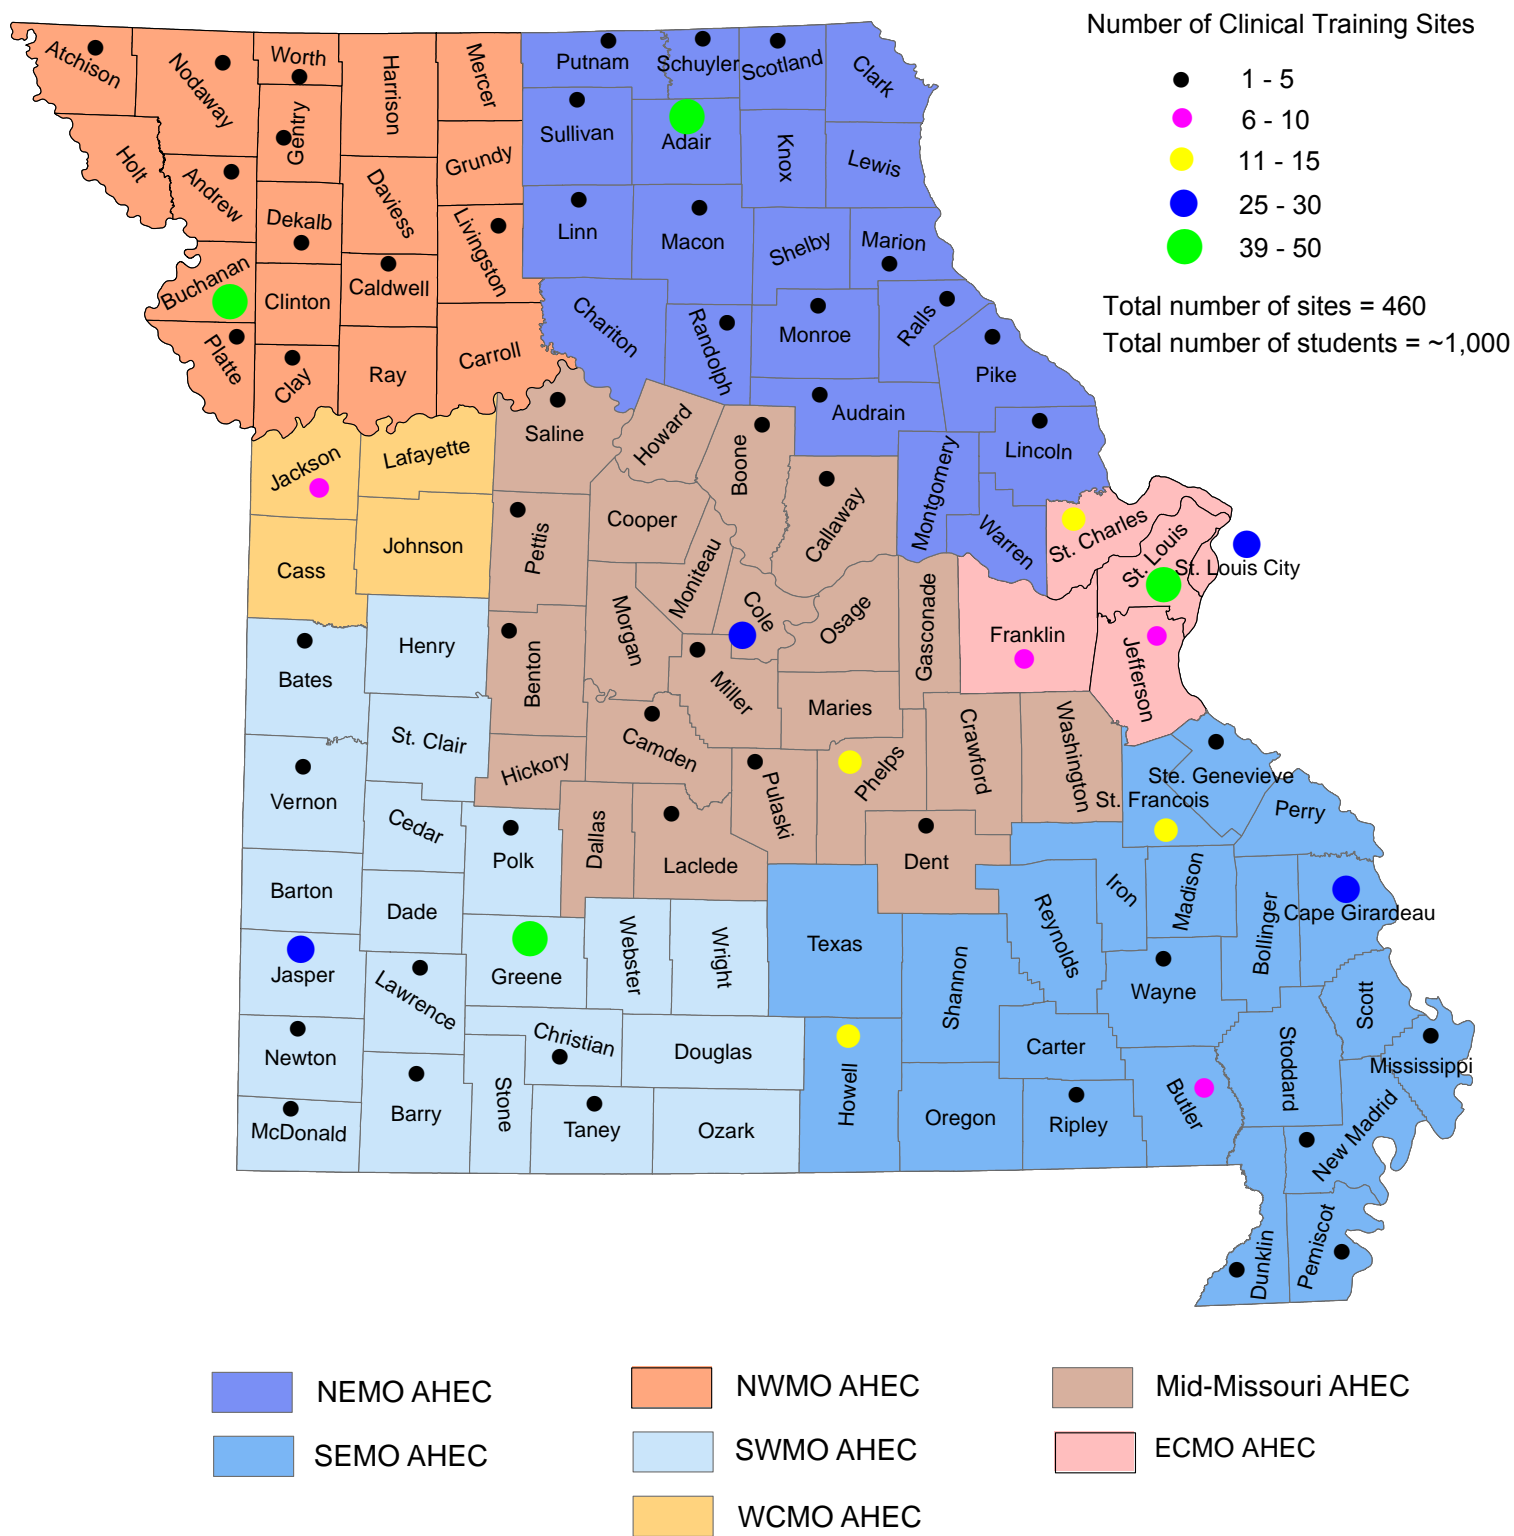 Number of Clinical Training Sites
1 - 5
6 - 10
11 - 15
25 - 30
39 - 50
Total number of sites = 460
Total number of students = ~1,000
Atchison
Nodaway
Worth
Harrison
Mercer
Putnam
Schuyler
Scotland
Clark
Holt
Gentry
Grundy
Sullivan
Adair
Knox
Lewis
Andrew
Dekalb
Daviess
Livingston
Linn
Macon
Shelby
Marion
Buchanan
Clinton
Caldwell
Chariton
Randolph
Monroe
Ralls
Platte
Clay
Ray
Carroll
Pike
Audrain
Saline
Howard
Boone
Lincoln
Jackson
Lafayette
Montgomery
Callaway
Cooper
Pettis
Cass
Johnson
Moniteau
Warren
St. Charles
St. Louis
St. Louis City
Cole
Osage
Gasconade
Franklin
Jefferson
Morgan
Henry
Benton
Bates
Miller
Maries
St. Clair
Camden
Hickory
Phelps
Crawford
Washington
Pulaski
Ste. Genevieve
St. Francois
Perry
Vernon
Cedar
Polk
Dallas
Laclede
Dent
Iron
Madison
Barton
Dade
Reynolds
Bollinger
Cape Girardeau
Jasper
Lawrence
Greene
Webster
Wright
Texas
Shannon
Wayne
Scott
Newton
Christian
Douglas
Howell
Carter
Stoddard
Mississippi
McDonald
Barry
Stone
Taney
Ozark
Oregon
Ripley
Butler
New Madrid
Dunklin
Pemiscot
NEMO AHEC
NWMO AHEC
Mid-Missouri AHEC
SEMO AHEC
SWMO AHEC
ECMO AHEC
WCMO AHEC